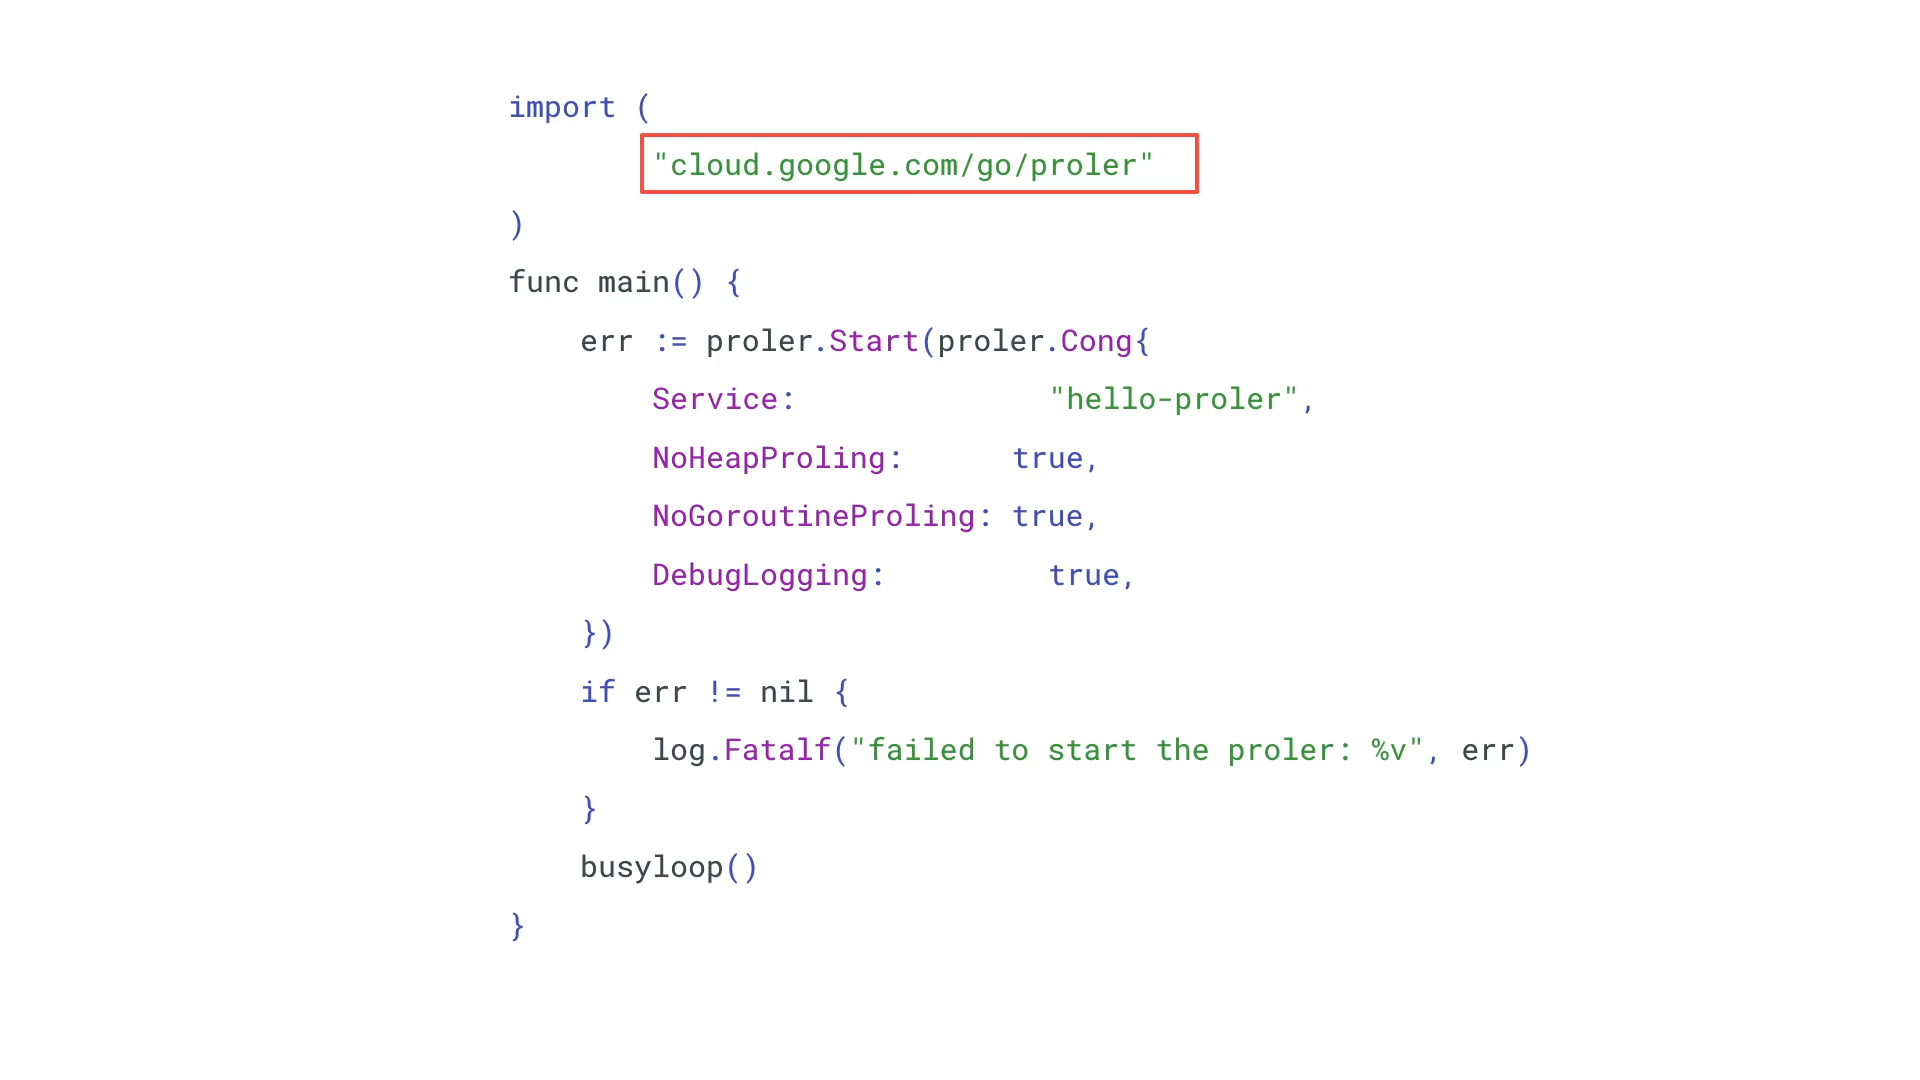 import (
"cloud.google.com/go/proler"
)
func main() {
err := proler.Start(proler.Cong{
Service: "hello-proler",
NoHeapProling: true,
NoGoroutineProling: true,
DebugLogging: true,
})
if err != nil {
log.Fatalf("failed to start the proler: %v", err)
}
busyloop()
}